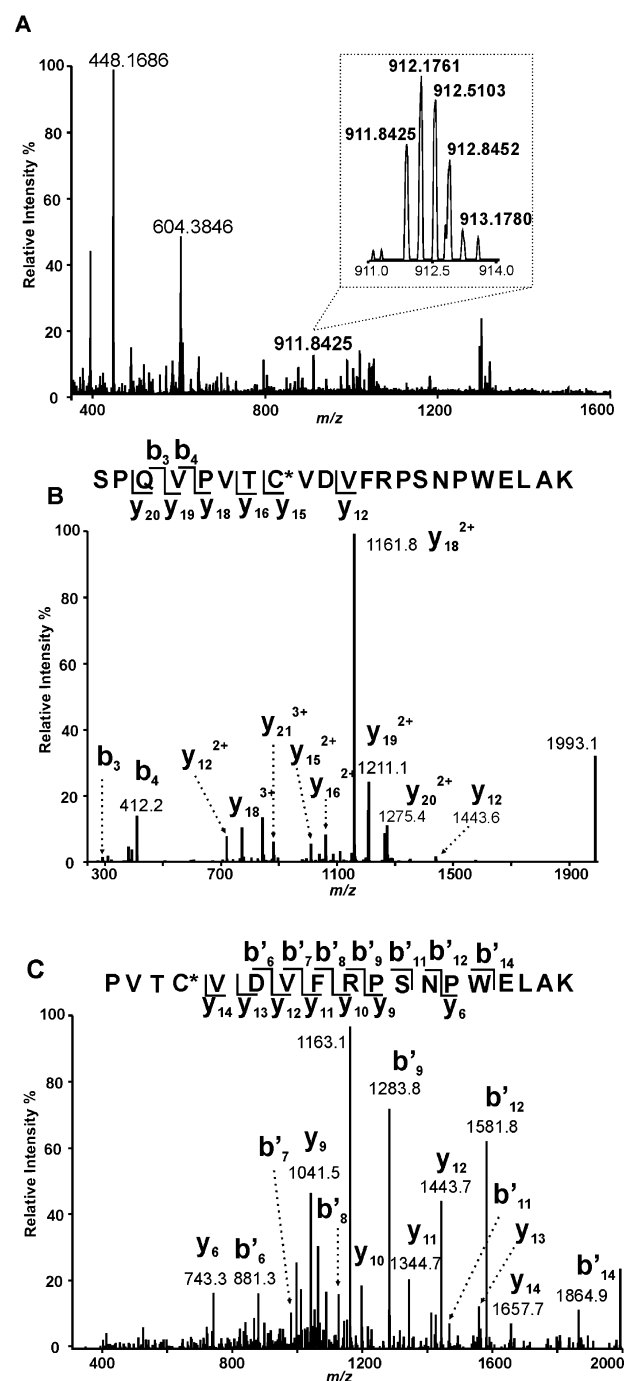 A
448.1686
604.3846
911.8425
911.8425
912.1761
912.5103
912.8452
913.1780
911.0 912.5 914.0
Relative Intensity %
100
80
60
40
20
0
400 800 1200 1600
m/z
B
b3 b4
SPQVPVTC*VDVFRPSNPWELAK
y20 y19 y18 y16 y15 y12
1161.8 y18 2+
b3
b4
412.2
y12 2+
y18 3+
y21 3+
y15 2+
y16 2+
y19 2+
1211.1
y20 2+
1275.4
y12
1443.6
1993.1
Relative Intensity %
100
80
60
40
20
0
300 700 1100 1500 1900
m/z
C
b'6 b'7 b'8 b'9 b'11 b'12 b'14
PVTC*VDVFRPSNPWELAK
y14 y13 y12 y11 y10 y9 y6
1163.1
b'9
1283.8
b'12
1581.8
b'7
y9
1041.5
b'8
y12
1443.7
b'11
y13
y6
743.3
b'6
881.3
y10
y11
1344.7
y14
1657.7
b'14
1864.9
Relative Intensity %
100
80
60
40
20
0
400 800 1200 1600 2000
m/z